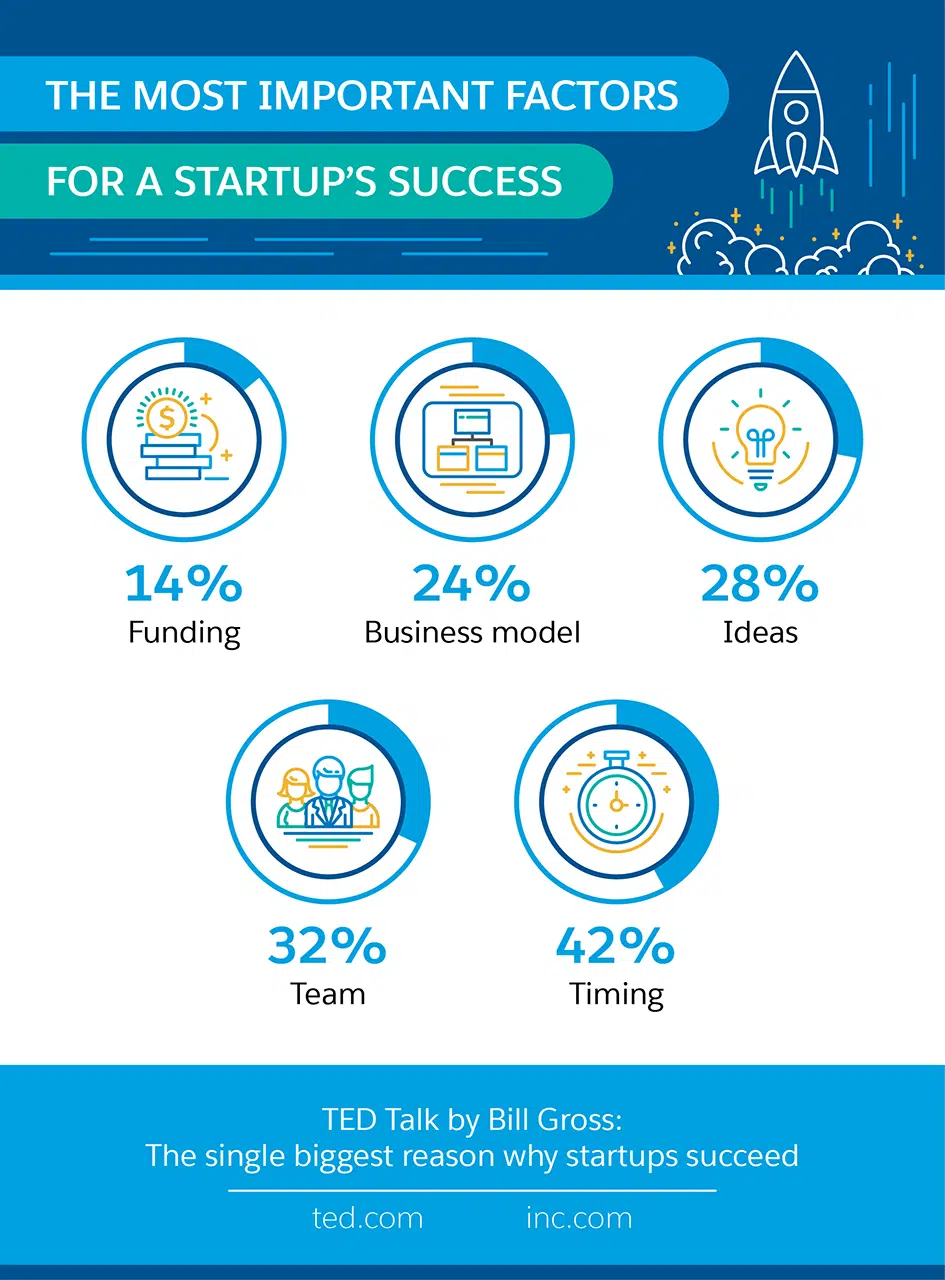 THE MOST IMPORTANT FACTORS
FOR A STARTUP'S SUCCESS
$
14%
Funding
24%
Business model
28%
Ideas
32%
Team
42%
Timing
TED Talk by Bill Gross:
The single biggest reason why startups succeed
ted.com
inc.com